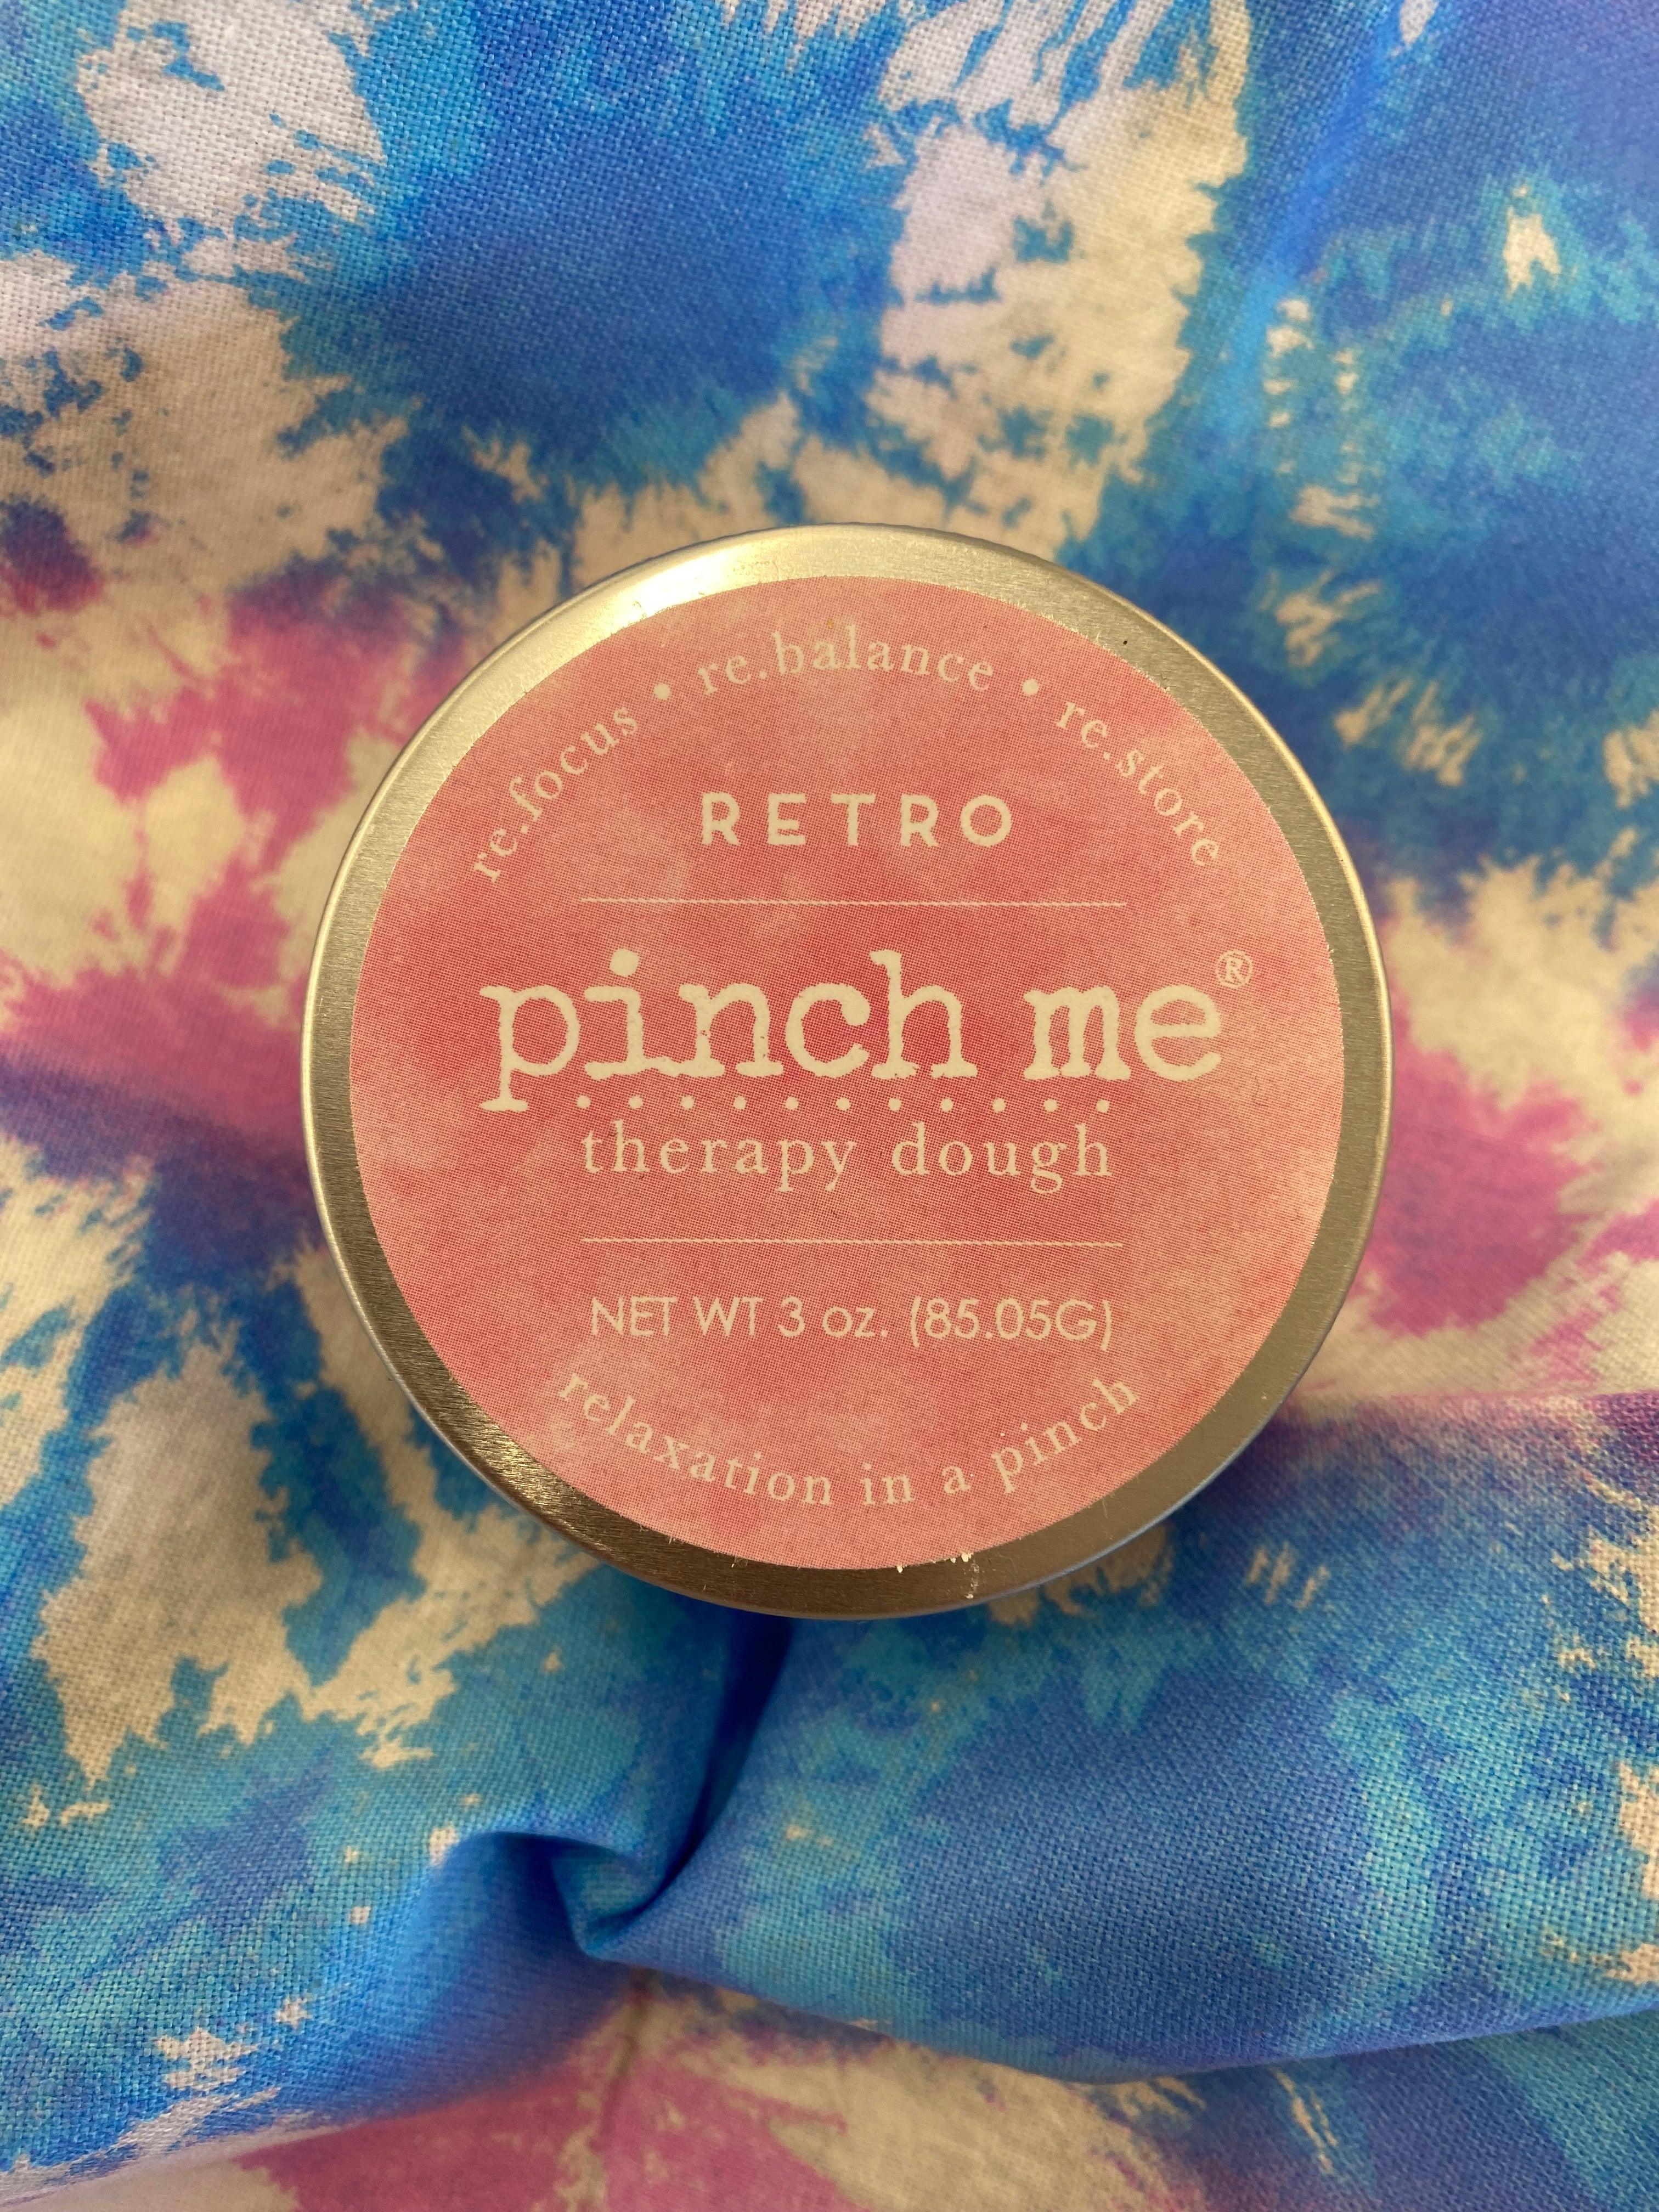 re.focus • re.balance • re.store
RETRO
pinch me®
therapy dough
NET WT 3 oz. (85.05G)
relaxation in a pinch